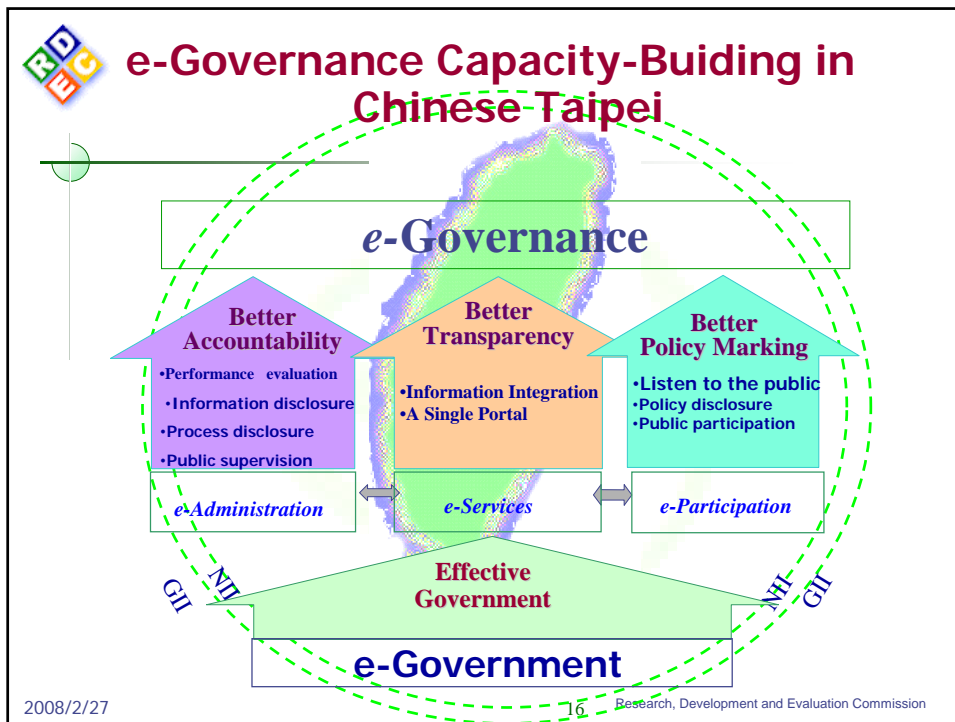 R D E C
e-Governance Capacity-Buiding in
Chinese Taipei
e-Governance
Better
Accountability
•Performance evaluation
•Information disclosure
•Process disclosure
•Public supervision
Better
Transparency
•Information Integration
•A Single Portal
Better
Policy Marking
•Listen to the public
•Policy disclosure
•Public participation
e-Administration
e-Services
e-Participation
GII
NII
NII
GII
Effective
Government
e-Government
2008/2/27
16
Research, Development and Evaluation Commission